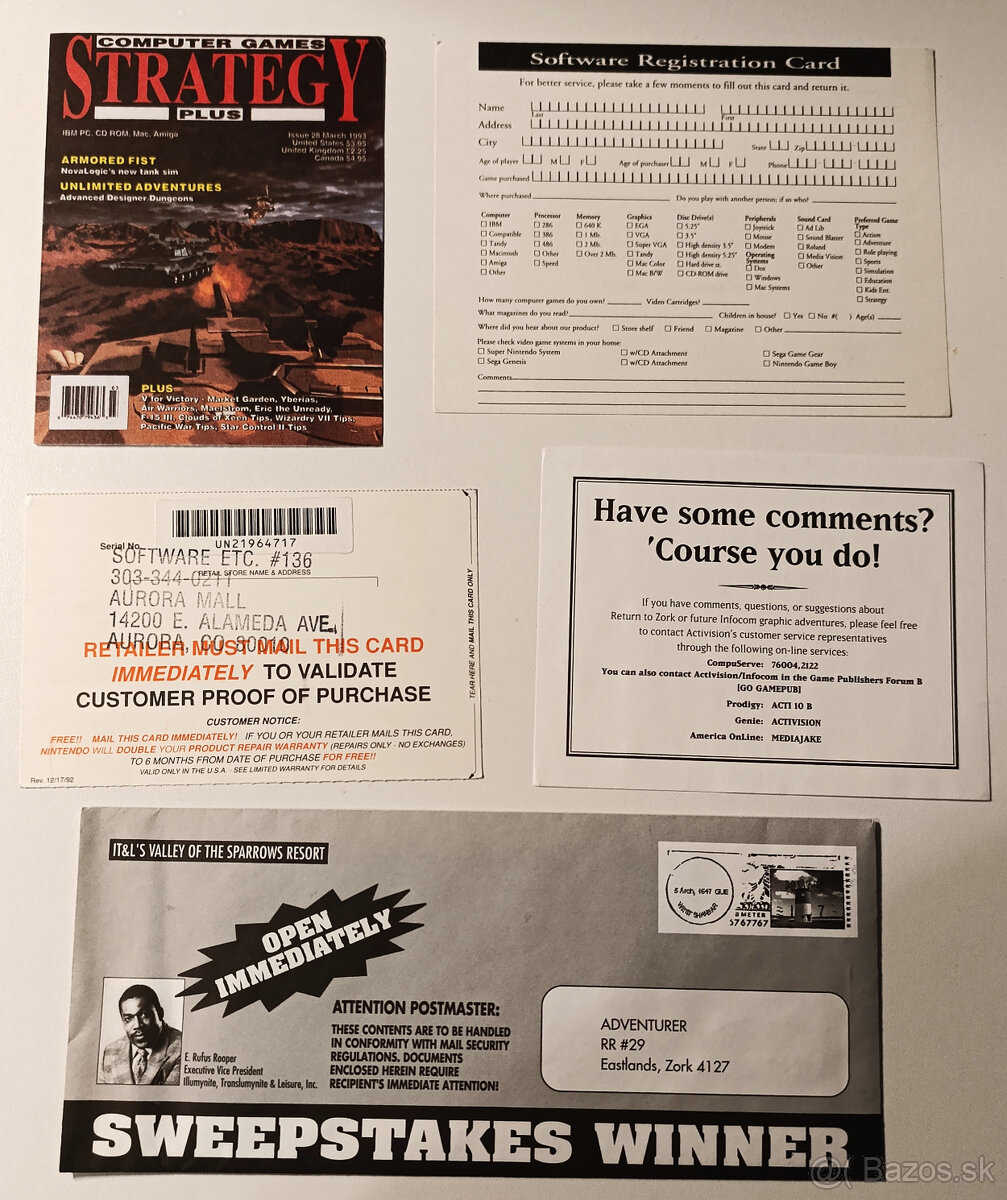 COMPUTER GAMES
STRATEGY
PLUS
IBM PC, CD ROM, Mac, Amiga
Issue 28 March 1993
United States $3.95
United Kingdom £2.25
Canada $4.95
ARMORED FIST
NovaLogic's new tank sim
UNLIMITED ADVENTURES
Advanced Designer Dungeons
PLUS
V for Victory - Market Garden, Yberias,
Air Warriors, Maelstrom, Eric the Unready,
F-15 III, Clouds of Xeen Tips, Wizardry VII Tips,
Pacific War Tips, Star Control II Tips
Software Registration Card
For better service, please take a few moments to fill out this card and return it.
Name
Last First
Address
City State Zip
Age of player M F Age of purchaser M F Phone
Game purchased
Where purchased Do you play with another person; if so who?
Computer
IBM
Compatible
Tandy
Macintosh
Amiga
Other
Processor
286
386
486
Other
Speed
Memory
640 K
1 Mb.
2 Mb.
Over 2 Mb.
Graphics
EGA
VGA
Super VGA
Tandy
Mac Color
Mac B/W
Disc Drive(s)
5.25"
3.5"
High density 3.5"
High density 5.25"
Hard drive
CD-ROM drive
Peripherals
Joystick
Mouse
Modem
Operating
Systems
Dos
Windows
Mac Systems
Sound Card
Ad Lib
Sound Blaster
Roland
Media Vision
Other
Preferred Game
Type
Action
Adventure
Role playing
Sports
Simulation
Education
Kids Ent.
Strategy
How many computer games do you own? Video Cartridges?
What magazines do you read? Children in house? Yes No #( ) Age(s)
Where did you hear about our product? Store shelf Friend Magazine Other
Please check video game systems in your home:
Super Nintendo System w/CD Attachment Sega Game Gear
Sega Genesis w/CD Attachment Nintendo Game Boy
Comments
UN21964717
Serial No.
SOFTWARE ETC. #136
RETAIL STORE NAME & ADDRESS
303-344-0211
AURORA MALL
14200 E. ALAMEDA AVE.
AURORA, CO 80010
RETAILER MUST MAIL THIS CARD
IMMEDIATELY TO VALIDATE
CUSTOMER PROOF OF PURCHASE
CUSTOMER NOTICE:
FREE!! MAIL THIS CARD IMMEDIATELY! IF YOU OR YOUR RETAILER MAILS THIS CARD,
NINTENDO WILL DOUBLE YOUR PRODUCT REPAIR WARRANTY (REPAIRS ONLY - NO EXCHANGES)
TO 6 MONTHS FROM DATE OF PURCHASE FOR FREE!!
VALID ONLY IN THE U.S.A. - SEE LIMITED WARRANTY FOR DETAILS
Rev. 12/17/92
TEAR HERE AND MAIL THIS CARD ONLY
Have some comments?
'Course you do!
If you have comments, questions, or suggestions about
Return to Zork or future Infocom graphic adventures, please feel free
to contact Activision's customer service representatives
through the following on-line services:
CompuServe: 76004,2122
You can also contact Activision/Infocom in the Game Publishers Forum B
[GO GAMEPUB]
Prodigy: ACTI 10 B
Genie: ACTIVISION
America OnLine: MEDIAJAKE
IT&L'S VALLEY OF THE SPARROWS RESORT
5 Arch, 1647 GUE
B METER
5767767
OPEN
IMMEDIATELY
E. Rufus Rooper
Executive Vice President
Illumynite, Translumynite & Leisure, Inc.
ATTENTION POSTMASTER:
THESE CONTENTS ARE TO BE HANDLED
IN CONFORMITY WITH MAIL SECURITY
REGULATIONS. DOCUMENTS
ENCLOSED HEREIN REQUIRE
RECIPIENT'S IMMEDIATE ATTENTION!
ADVENTURER
RR #29
Eastlands, Zork 4127
SWEEPSTAKES WINNER
Bazos.sk